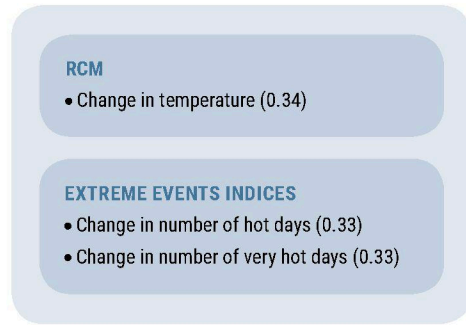 RCM
• Change in temperature (0.34)
EXTREME EVENTS INDICES
• Change in number of hot days (0.33)
• Change in number of very hot days (0.33)